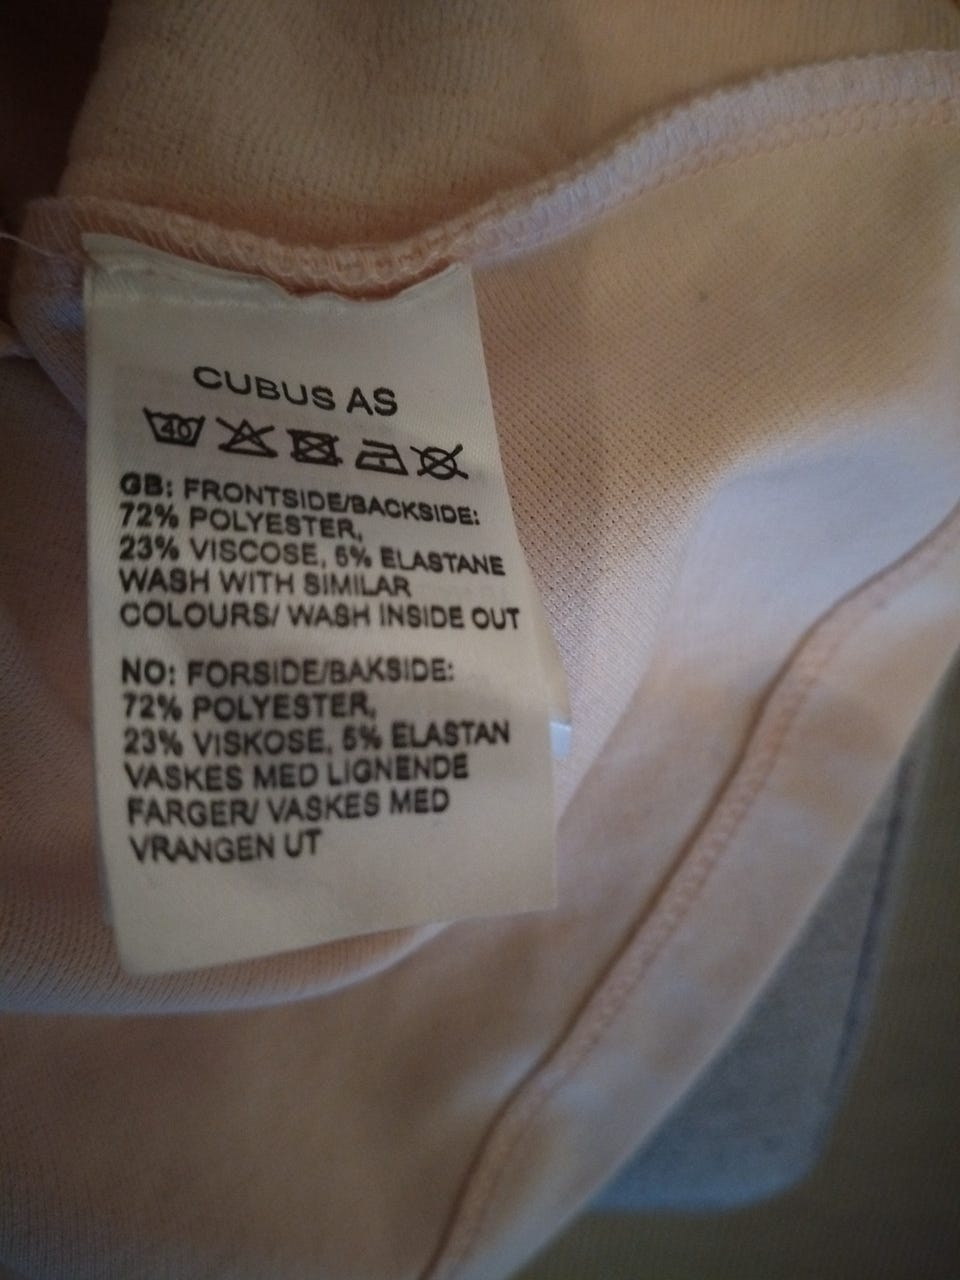 CUBUS AS
40
GB: FRONTSIDE/BACKSIDE:
72% POLYESTER,
23% VISCOSE, 5% ELASTANE
WASH WITH SIMILAR
COLOURS/ WASH INSIDE OUT
NO: FORSIDE/BAKSIDE:
72% POLYESTER,
23% VISKOSE, 5% ELASTAN
VASKES MED LIGNENDE
FARGER/ VASKES MED
VRANGEN UT